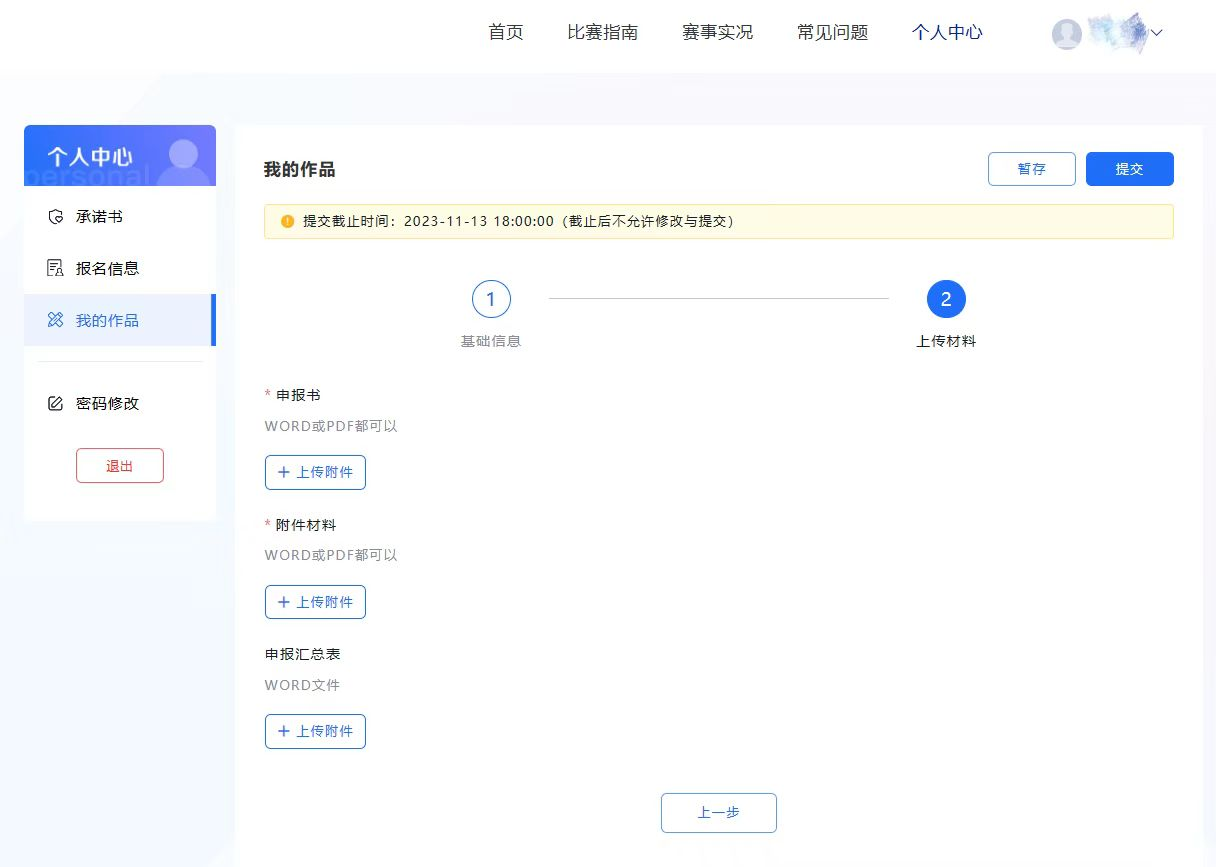 首页 比赛指南 赛事实况 常见问题 个人中心
个人中心
personal
承诺书
报名信息
我的作品
密码修改
退出
我的作品 暂存 提交
提交截止时间：2023-11-13 18:00:00（截止后不允许修改与提交）
1 2
基础信息 上传材料
* 申报书
WORD或PDF都可以
+ 上传附件
* 附件材料
WORD或PDF都可以
+ 上传附件
申报汇总表
WORD文件
+ 上传附件
上一步